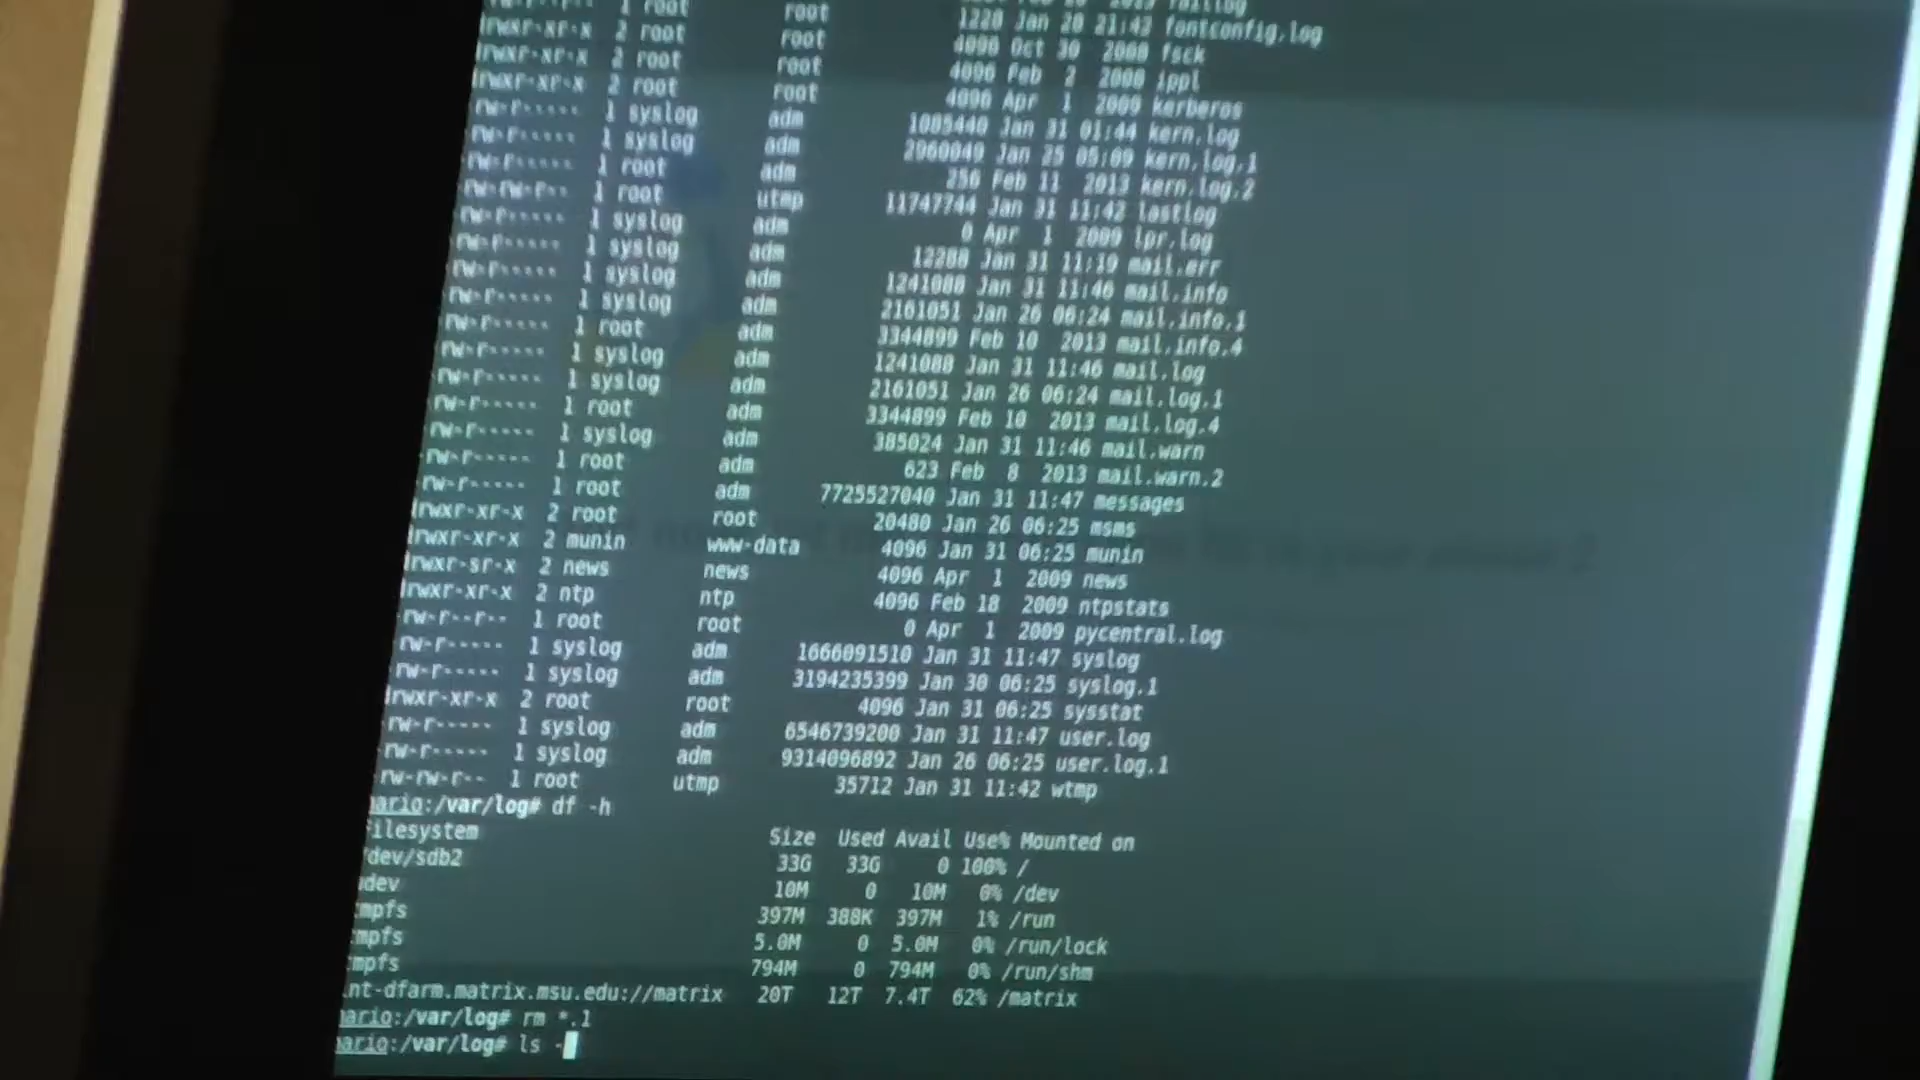 1 root root faillog
rwxr-xr-x 2 root root 1220 Jan 20 21:42 fontconfig.log
rwxr-xr-x 2 root root 4096 Oct 30 2008 fsck
rwxr-xr-x 2 root root 4096 Feb 2 2008 ippl
rw-r----- 1 syslog adm 4096 Apr 1 2009 kerberos
rw-r----- 1 syslog adm 1085440 Jan 31 01:44 kern.log
rw-r----- 1 root adm 2960049 Jan 25 05:09 kern.log.1
rw-rw-r-- 1 root utmp 256 Feb 11 2013 kern.log.2
rw-r----- 1 syslog adm 11747744 Jan 31 11:42 lastlog
rw-r----- 1 syslog adm 0 Apr 1 2009 lpr.log
rw-r----- 1 syslog adm 12288 Jan 31 11:19 mail.err
rw-r----- 1 syslog adm 1241088 Jan 31 11:46 mail.info
rw-r----- 1 root adm 2161051 Jan 26 06:24 mail.info.1
rw-r----- 1 syslog adm 3344899 Feb 10 2013 mail.info.4
rw-r----- 1 syslog adm 1241088 Jan 31 11:46 mail.log
rw-r----- 1 root adm 2161051 Jan 26 06:24 mail.log.1
rw-r----- 1 syslog adm 3344899 Feb 10 2013 mail.log.4
rw-r----- 1 root adm 385024 Jan 31 11:46 mail.warn
rw-r----- 1 root adm 623 Feb 8 2013 mail.warn.2
rwxr-xr-x 2 root root 7725527040 Jan 31 11:47 messages
rwxr-xr-x 2 munin www-data 20480 Jan 26 06:25 msms
rwxr-sr-x 2 news news 4096 Jan 31 06:25 munin
rwxr-xr-x 2 ntp ntp 4096 Apr 1 2009 news
rw-r--r-- 1 root root 4096 Feb 18 2009 ntpstats
rw-r----- 1 syslog adm 0 Apr 1 2009 pycentral.log
rw-r----- 1 syslog adm 1666091510 Jan 31 11:47 syslog
drwxr-xr-x 2 root root 3194235399 Jan 30 06:25 syslog.1
-rw-r----- 1 syslog adm 4096 Jan 31 06:25 sysstat
-rw-r----- 1 syslog adm 6546739200 Jan 31 11:47 user.log
-rw-rw-r-- 1 root utmp 9314096892 Jan 26 06:25 user.log.1
35712 Jan 31 11:42 wtmp
mario:/var/log# df -h
Filesystem Size Used Avail Use% Mounted on
/dev/sdb2 33G 33G 0 100% /
udev 10M 0 10M 0% /dev
tmpfs 397M 388K 397M 1% /run
tmpfs 5.0M 0 5.0M 0% /run/lock
tmpfs 794M 0 794M 0% /run/shm
int-dfarm.matrix.msu.edu://matrix 20T 12T 7.4T 62% /matrix
mario:/var/log# rm *.1
mario:/var/log# ls -